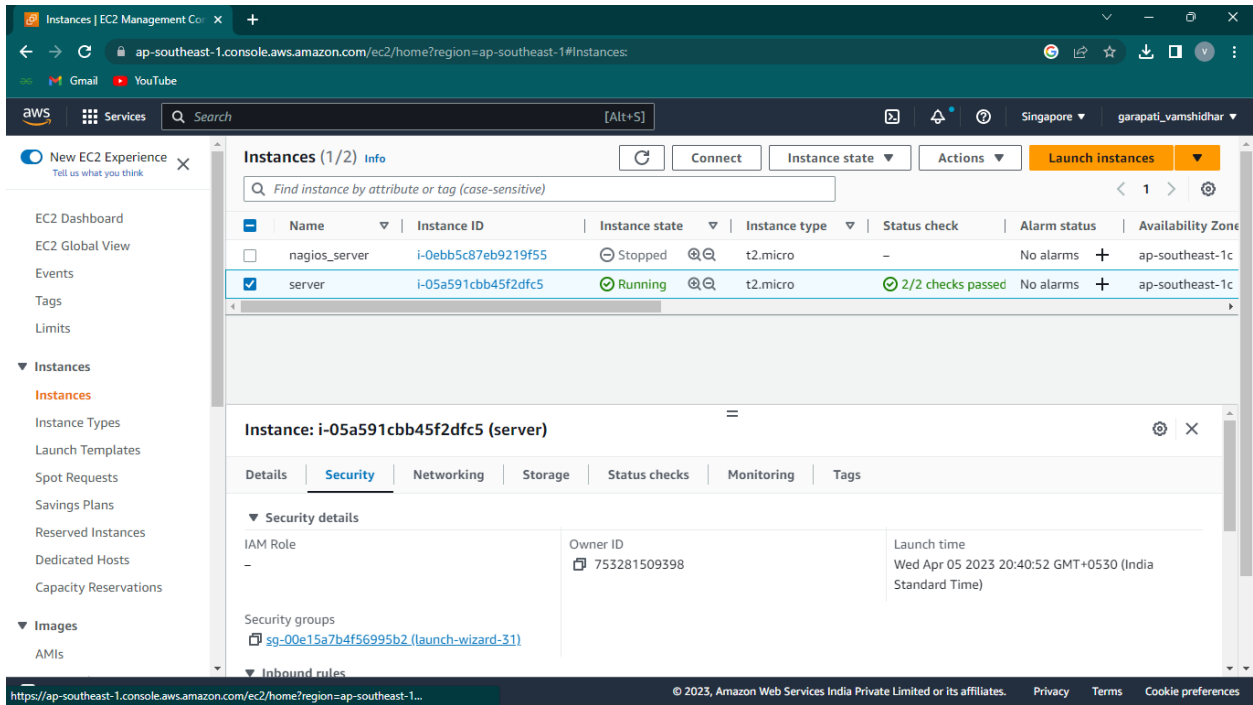 Instances | EC2 Management Con
ap-southeast-1.console.aws.amazon.com/ec2/home?region=ap-southeast-1#Instances:
Gmail YouTube
aws Services Search [Alt+S] Singapore garapati_vamshidhar
New EC2 Experience
Tell us what you think
EC2 Dashboard
EC2 Global View
Events
Tags
Limits
Instances
Instances
Instance Types
Launch Templates
Spot Requests
Savings Plans
Reserved Instances
Dedicated Hosts
Capacity Reservations
Images
AMIs
Instances (1/2) Info Connect Instance state Actions Launch instances
Find instance by attribute or tag (case-sensitive) 1
Name Instance ID Instance state Instance type Status check Alarm status Availability Zone
nagios_server i-0ebb5c87eb9219f55 Stopped t2.micro – No alarms ap-southeast-1c
server i-05a591cbb45f2dfc5 Running t2.micro 2/2 checks passed No alarms ap-southeast-1c
Instance: i-05a591cbb45f2dfc5 (server)
Details Security Networking Storage Status checks Monitoring Tags
Security details
IAM Role Owner ID Launch time
– 753281509398 Wed Apr 05 2023 20:40:52 GMT+0530 (India
Standard Time)
Security groups
sg-00e15a7b4f56995b2 (launch-wizard-31)
Inbound rules
https://ap-southeast-1.console.aws.amazon.com/ec2/home?region=ap-southeast-1... © 2023, Amazon Web Services India Private Limited or its affiliates. Privacy Terms Cookie preferences